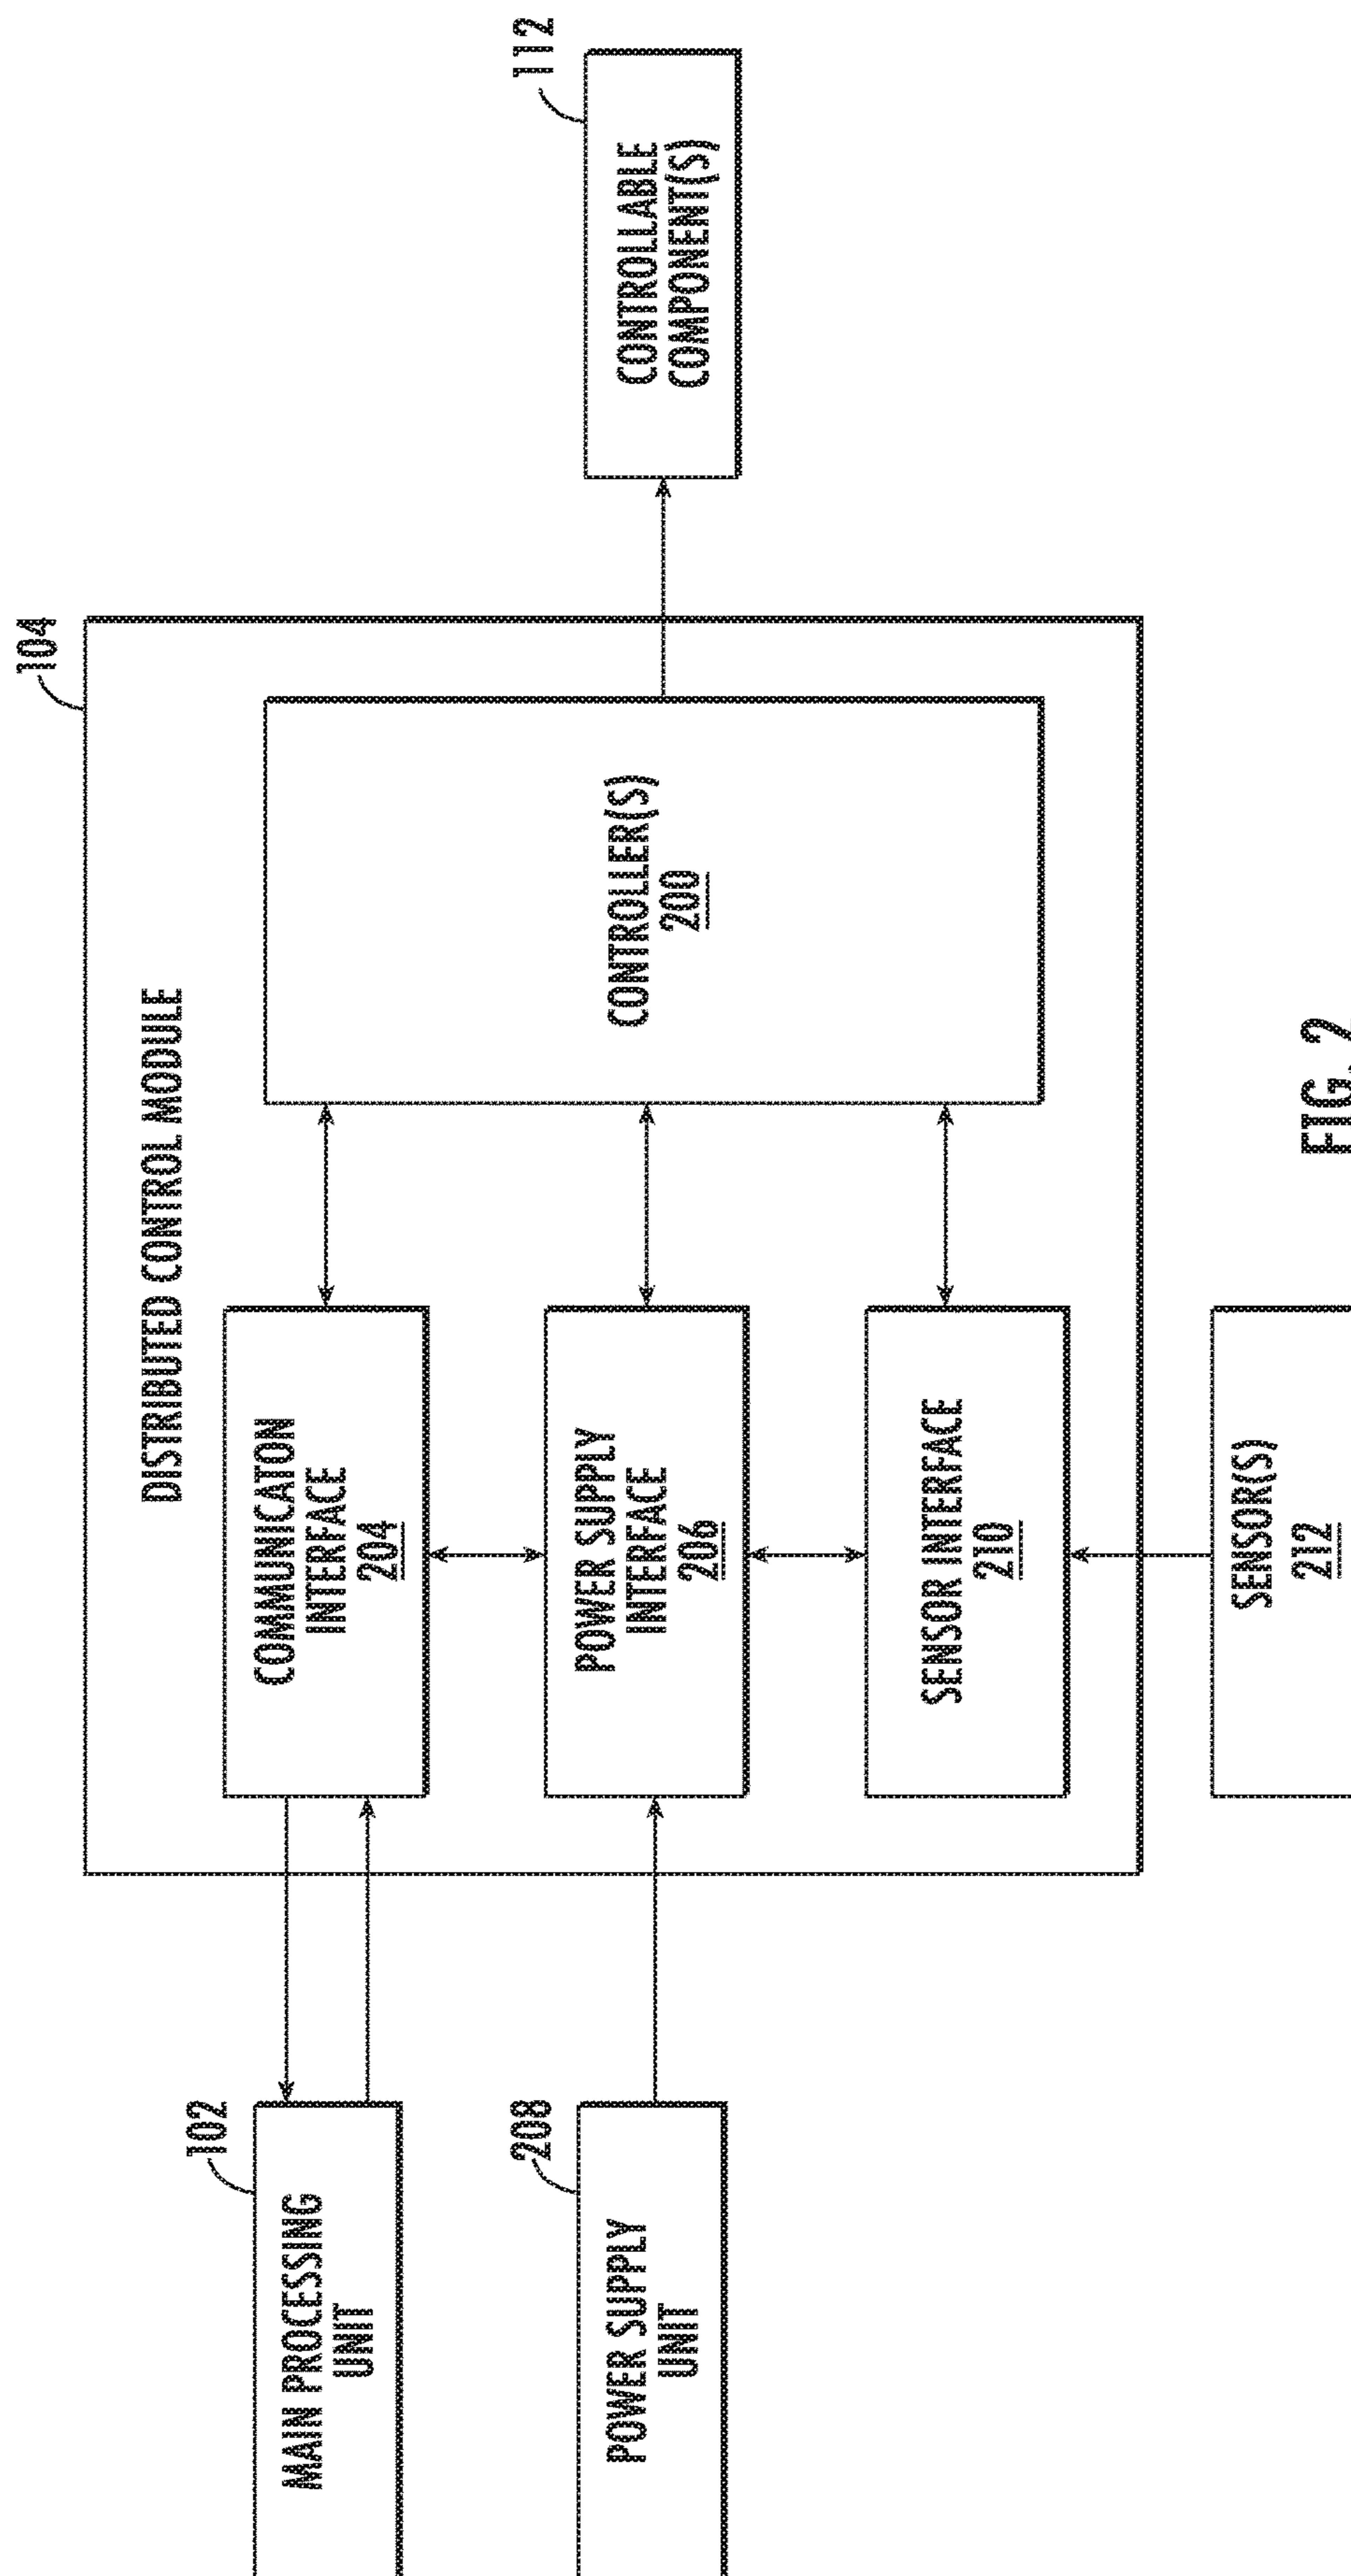 104
DISTRIBUTED CONTROL MODULE
102
MAIN PROCESSING
UNIT
COMMUNICATON
INTERFACE
204
208
POWER SUPPLY
UNIT
POWER SUPPLY
INTERFACE
206
CONTROLLER(S)
200
112
CONTROLLABLE
COMPONENT(S)
SENSOR INTERFACE
210
SENSOR(S)
212
FIG. 2